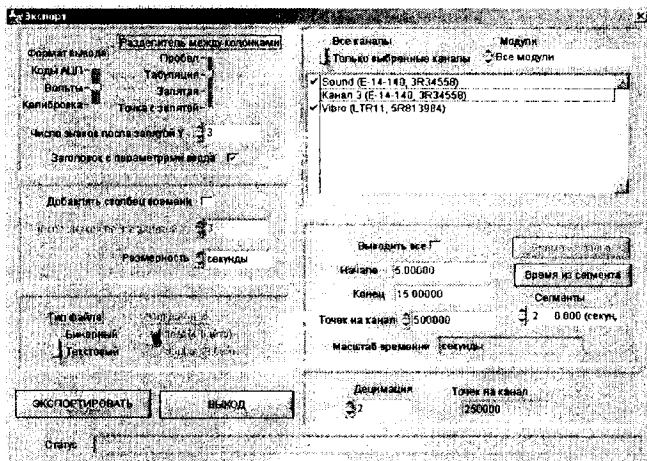 Экспорт
Формат вывода
Коды АЦП
Вольты
Калибровка
Разделитель между колонками
Пробел
Табуляция
Запятая
Точка с запятой
Число знаков после запятой Y
3
Заголовок с параметрами ввода
Добавлять столбец времени
Размерность
секунды
Тип файла
Бинарный
Текстовый
ЭКСПОРТИРОВАТЬ
ВЫХОД
Статус
Все каналы
Только выбранные каналы
Модули
Все модули
Sound (E-14-140, 3R34558)
Канал 3 (E-14-140, 3R34558)
Vibro (LTR11, 5R813984)
Выводить все
Начало
5.00000
Конец
15.00000
Время из сегмента
Сегменты
2
0.000 (секун,
Точек на канал
500000
Масштаб времени
секунды
Децимация
2
Точек на канал
250000